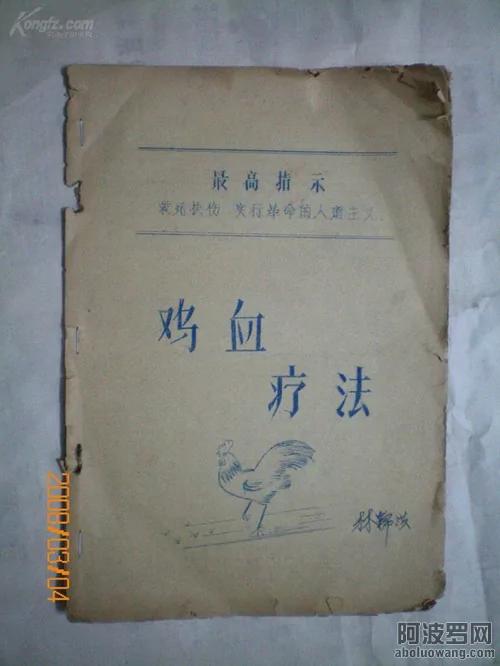 Kongfz.com
最高指示
救死扶伤 实行革命的人道主义
鸡血
疗法
2008/03/04
阿波罗网
aboluowang.com